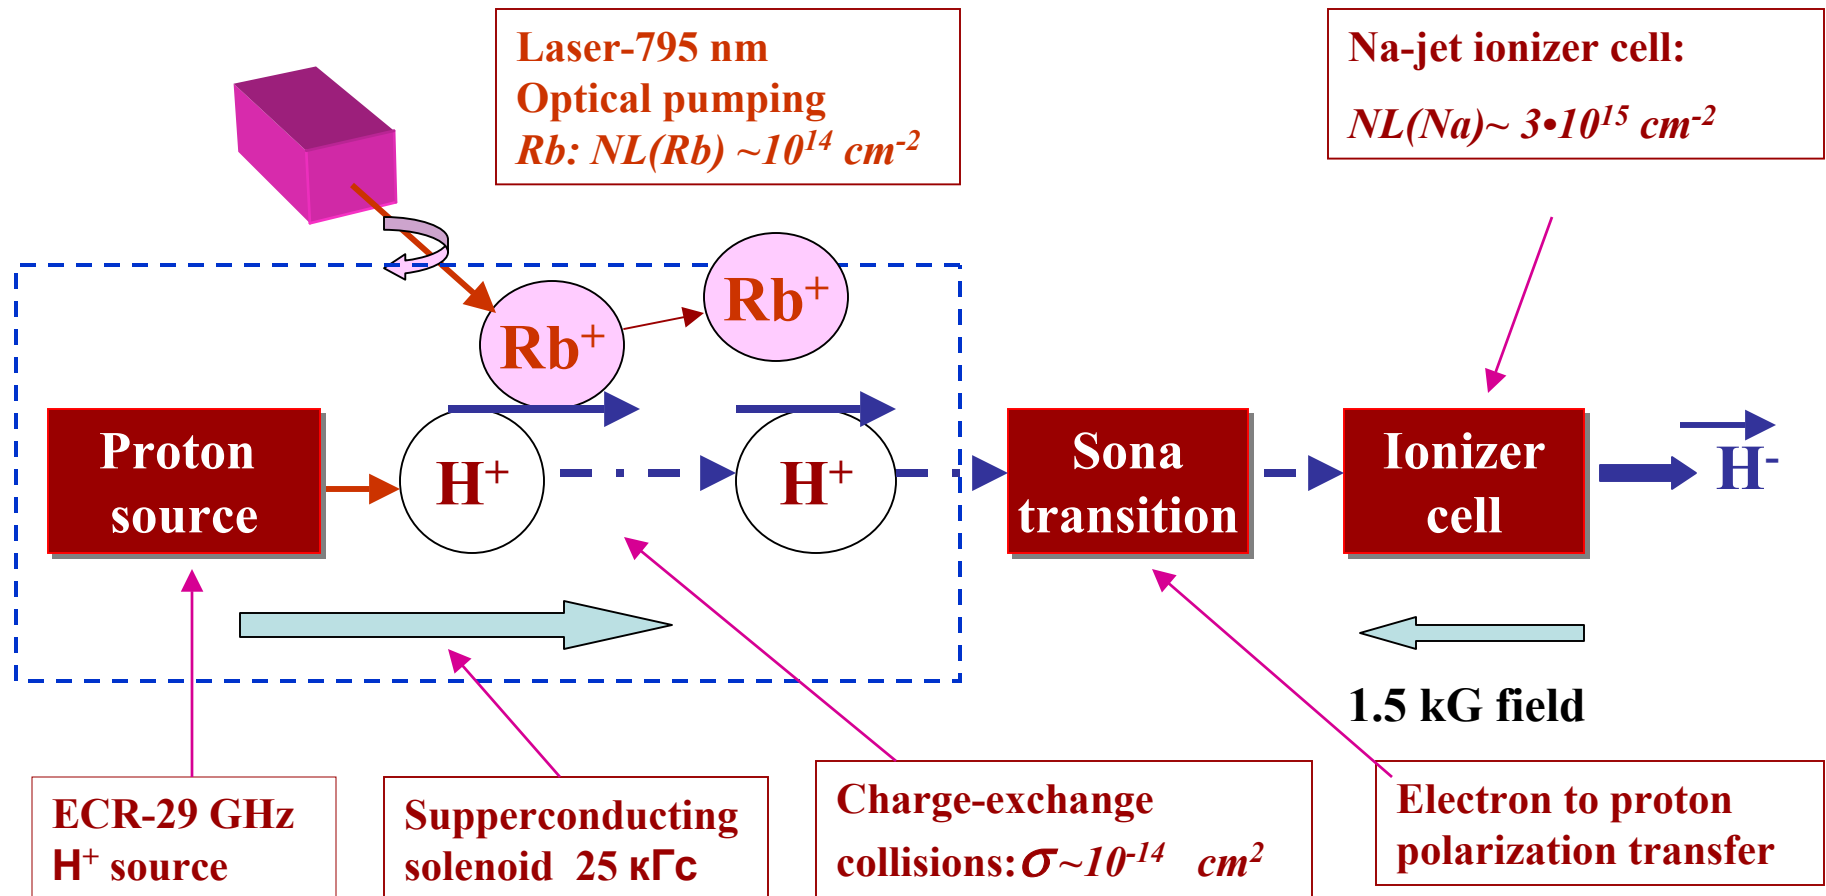 Laser-795 nm
Optical pumping
Rb: NL(Rb) ~10¹⁴ cm⁻²
Na-jet ionizer cell:
NL(Na)~ 3•10¹⁵ cm⁻²
Rb⁺
Rb⁺
Proton
source
H⁺
H⁺
Sona
transition
Ionizer
cell
H⁻
1.5 kG field
ECR-29 GHz
H⁺ source
Supperconducting
solenoid 25 кГс
Charge-exchange
collisions:σ~10⁻¹⁴ cm²
Electron to proton
polarization transfer